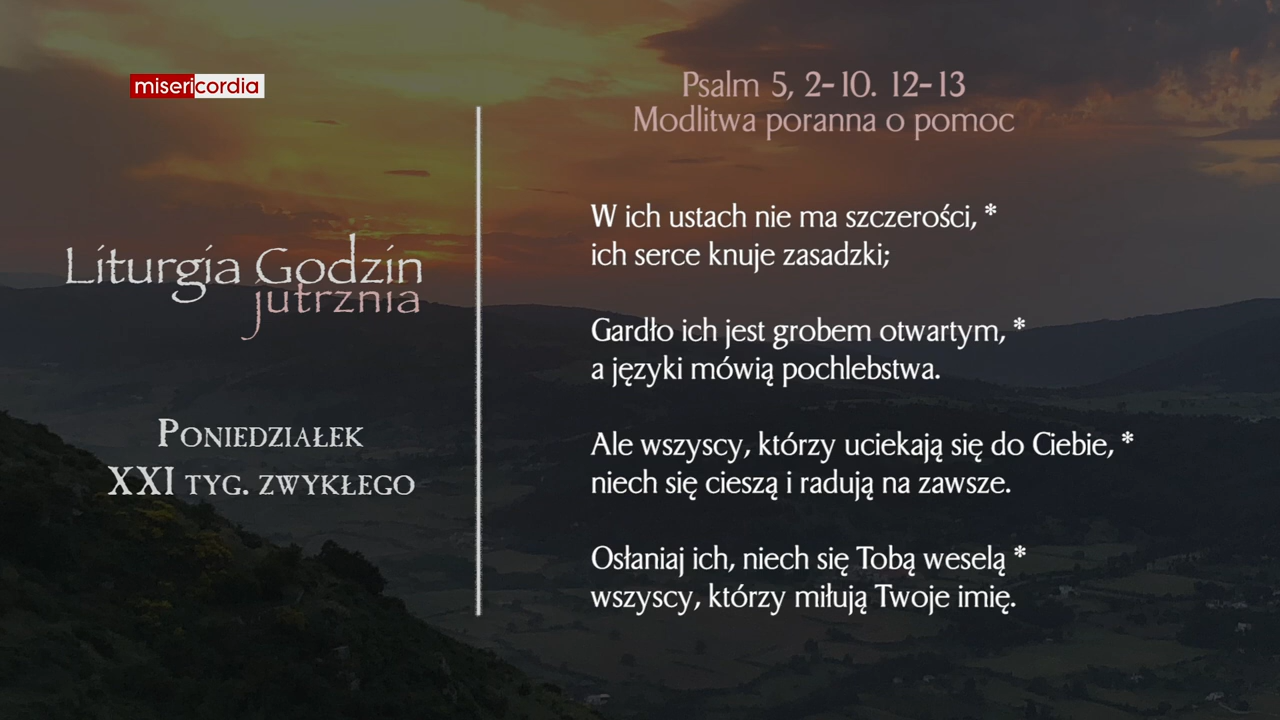 misericordia
Liturgia Godzin
jutrznia
Poniedziałek
XXI tyg. zwykłego
Psalm 5, 2-10. 12-13
Modlitwa poranna o pomoc
W ich ustach nie ma szczerości, *
ich serce knuje zasadzki;
Gardło ich jest grobem otwartym, *
a języki mówią pochlebstwa.
Ale wszyscy, którzy uciekają się do Ciebie, *
niech się cieszą i radują na zawsze.
Osłaniaj ich, niech się Tobą weselą *
wszyscy, którzy miłują Twoje imię.